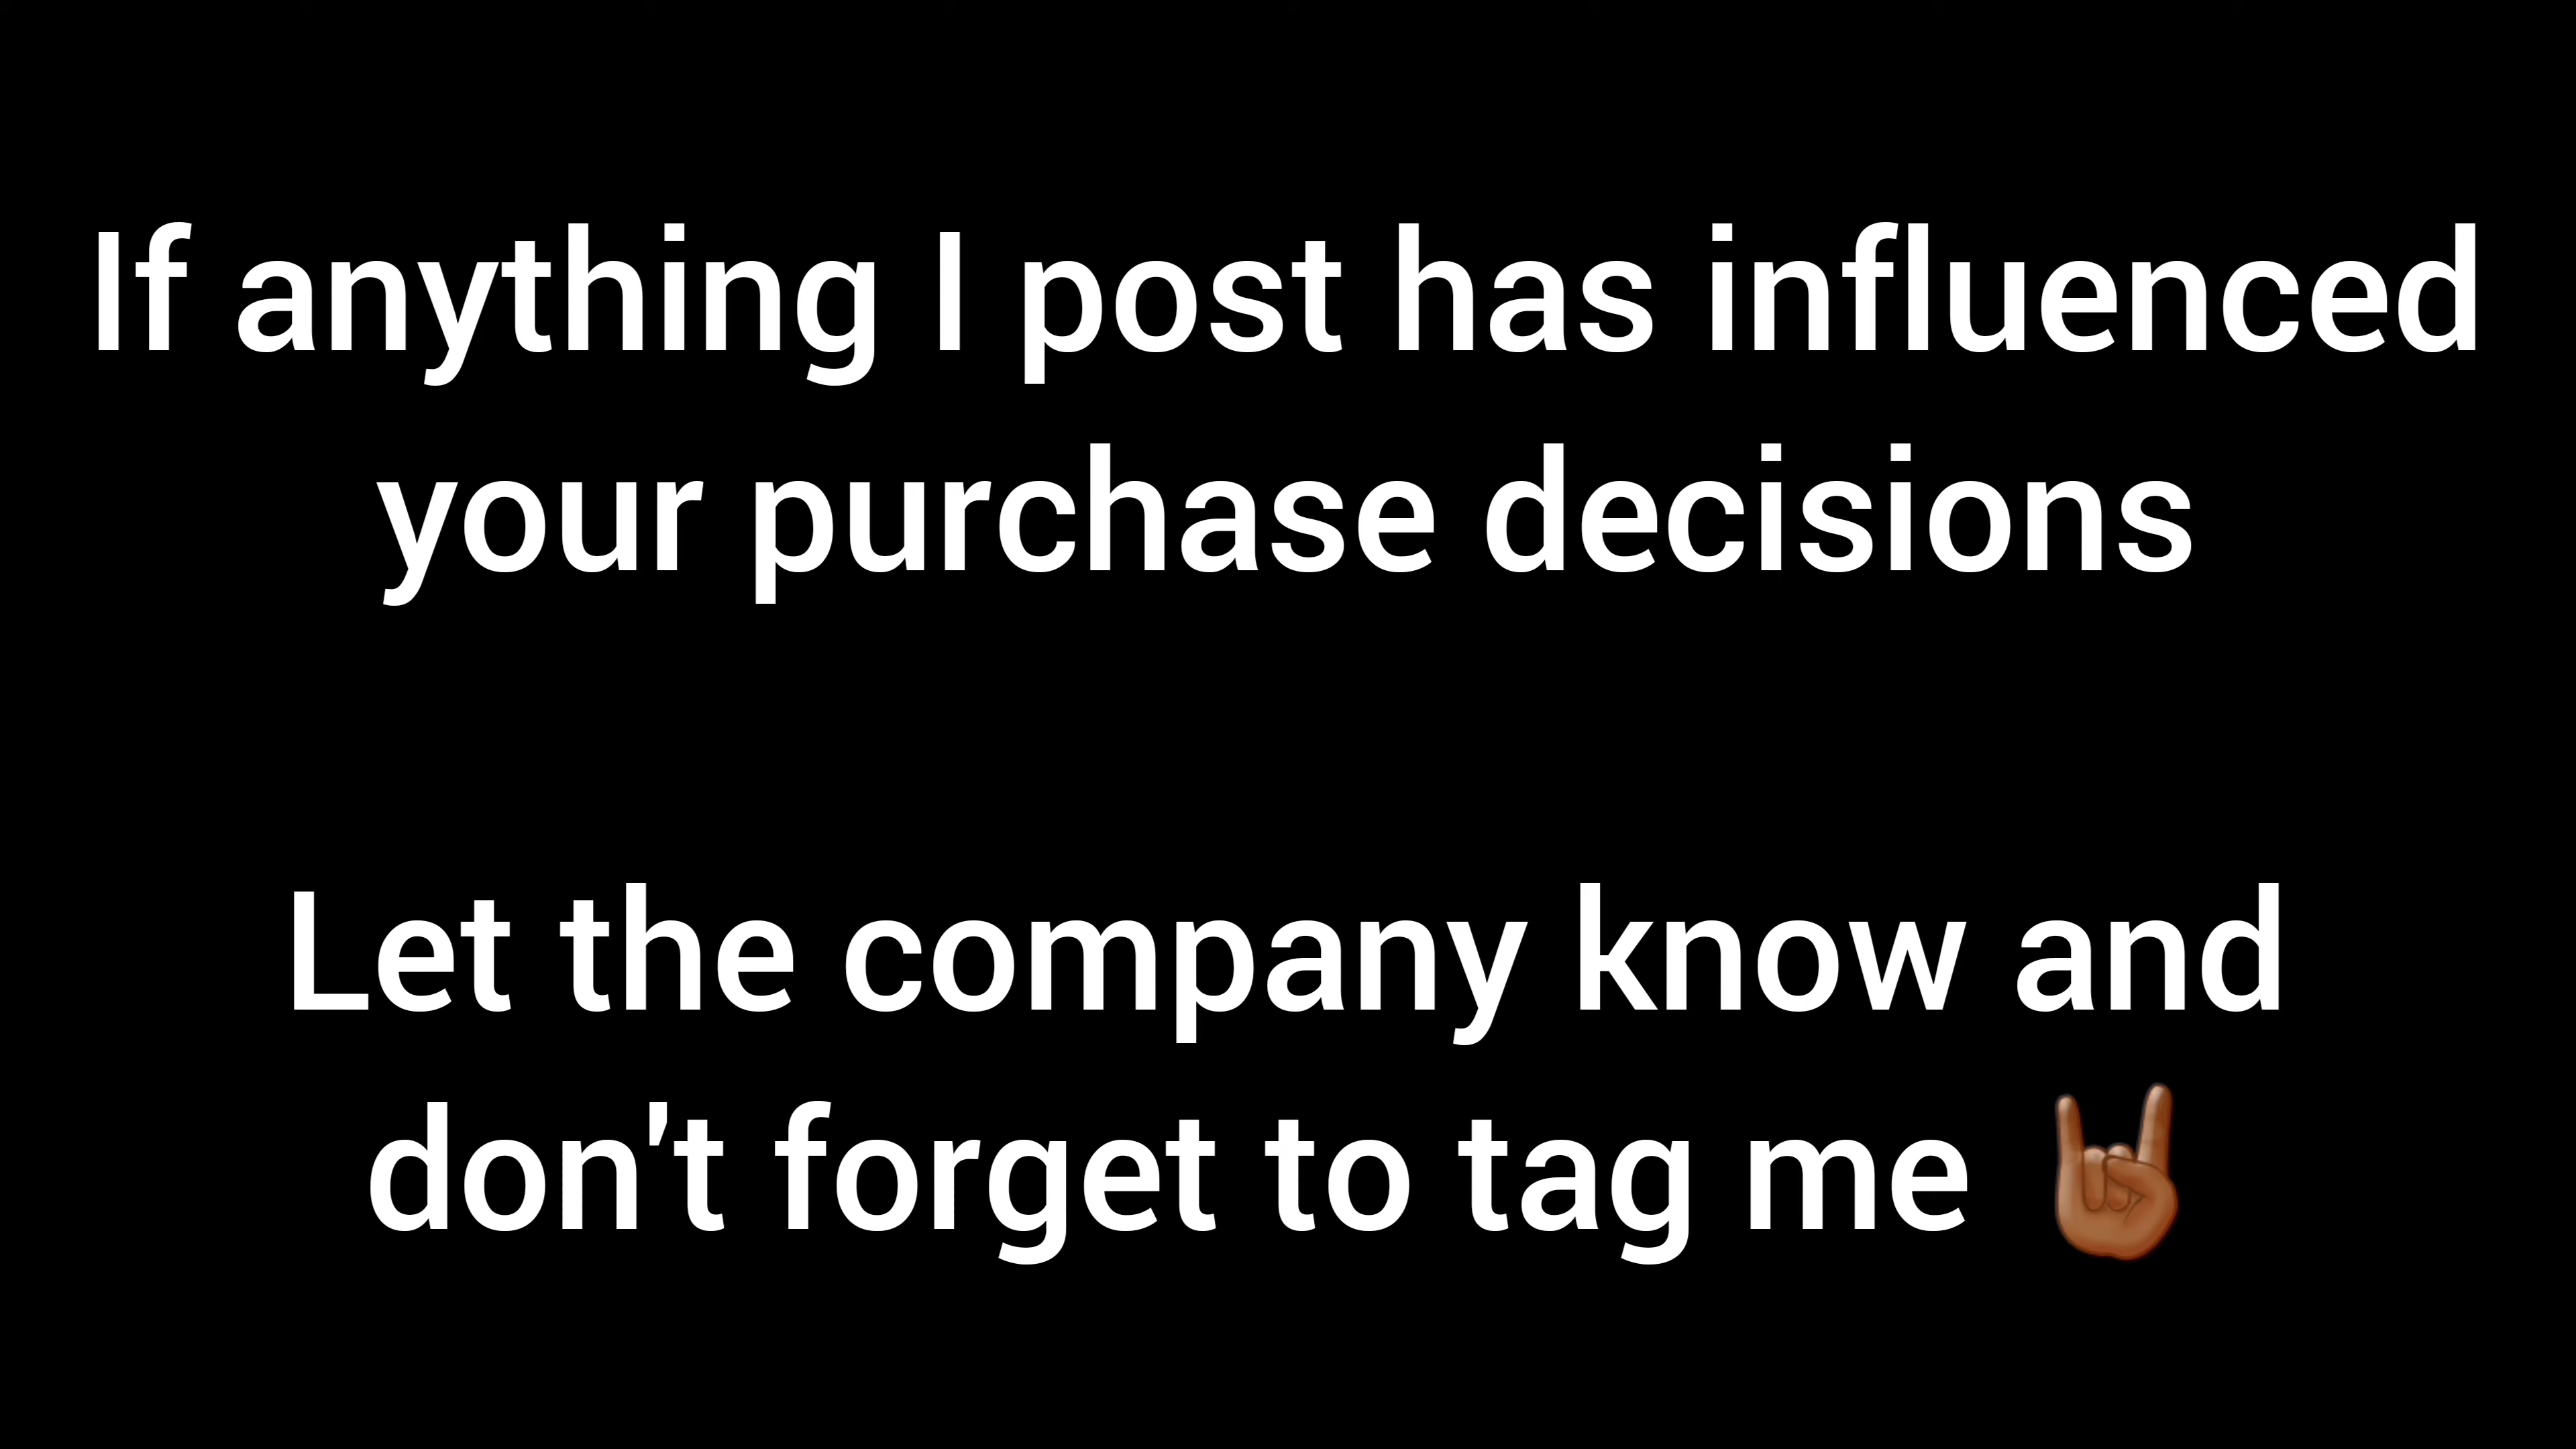 If anything I post has influenced
your purchase decisions
Let the company know and
don't forget to tag me 🤘🏾